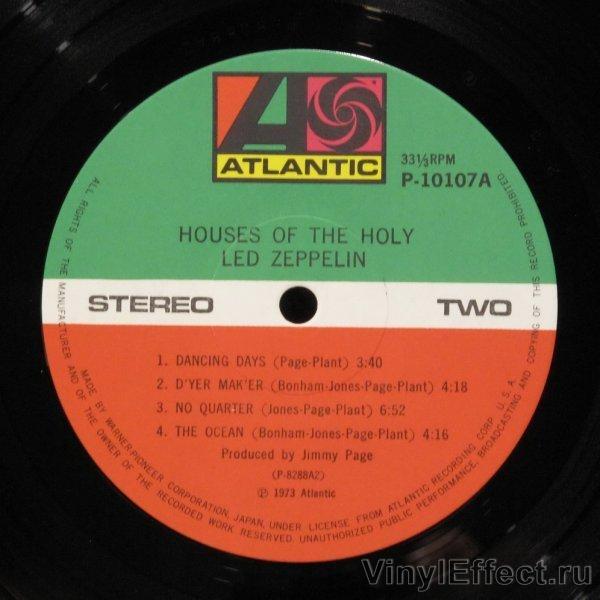 ATLANTIC
33⅓RPM
P-10107A
HOUSES OF THE HOLY
LED ZEPPELIN
STEREO
TWO
1. DANCING DAYS (Page-Plant) 3:40
2. D'YER MAK'ER (Bonham-Jones-Page-Plant) 4:18
3. NO QUARTER (Jones-Page-Plant) 6:52
4. THE OCEAN (Bonham-Jones-Page-Plant) 4:16
Produced by Jimmy Page
(P-8288A2)
℗ 1973 Atlantic
ALL RIGHTS OF THE MANUFACTURER AND OF THE OWNER OF THE RECORDED WORK RESERVED. UNAUTHORIZED PUBLIC PERFORMANCE, BROADCASTING AND COPYING OF THIS RECORD PROHIBITED.
MADE BY WARNER-PIONEER CORPORATION, JAPAN, UNDER LICENSE FROM ATLANTIC RECORDING CORP. U.S.A.
VinylEffect.ru